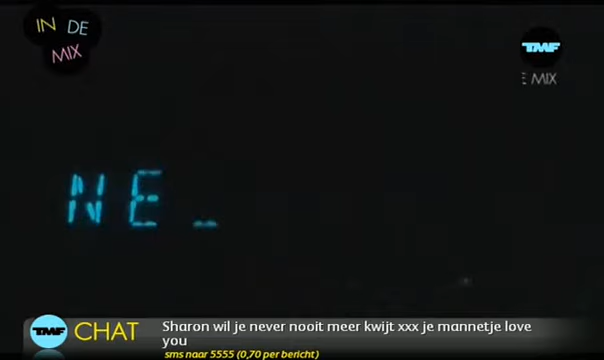 IN DE
MIX
TMF
E MIX
NE_
TMF CHAT
Sharon wil je never nooit meer kwijt xxx je mannetje love
you
sms naar 5555 (0,70 per bericht)